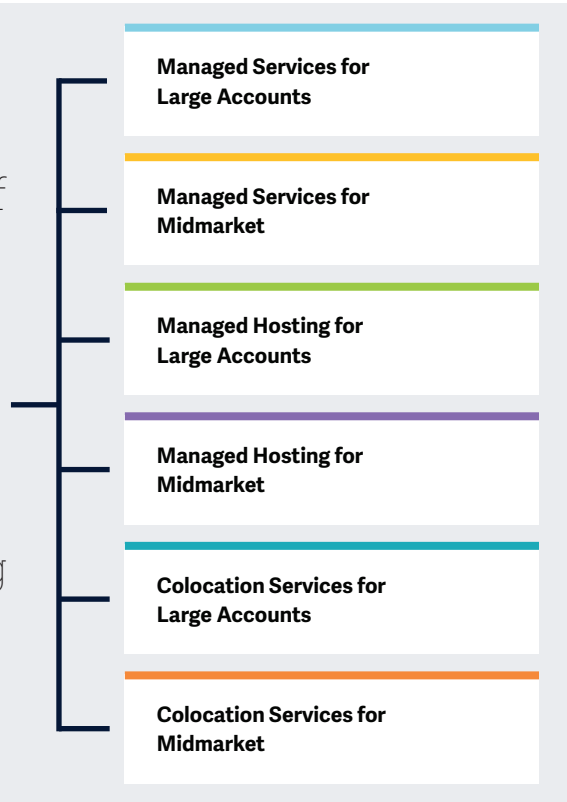 Managed Services for
Large Accounts
Managed Services for
Midmarket
Managed Hosting for
Large Accounts
Managed Hosting for
Midmarket
Colocation Services for
Large Accounts
Colocation Services for
Midmarket